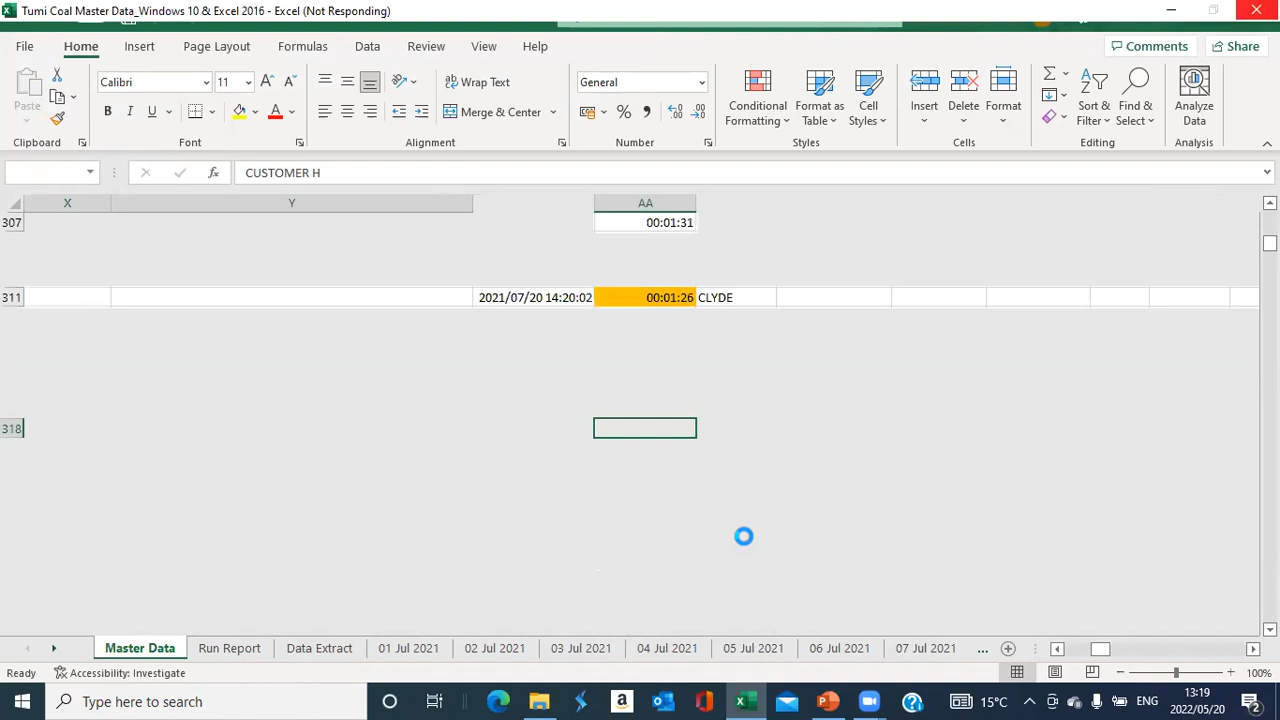 Tumi Coal Master Data_Windows 10 & Excel 2016 - Excel (Not Responding)
File Home Insert Page Layout Formulas Data Review View Help Comments Share
Calibri 11 Wrap Text General
Paste B I U Merge & Center % Conditional Formatting Format as Table Cell Styles Insert Delete Format Sort & Filter Find & Select Analyze Data
Clipboard Font Alignment Number Styles Cells Editing Analysis
fx CUSTOMER H
X Y AA
307 00:01:31
311 2021/07/20 14:20:02 00:01:26 CLYDE
318
Master Data Run Report Data Extract 01 Jul 2021 02 Jul 2021 03 Jul 2021 04 Jul 2021 05 Jul 2021 06 Jul 2021 07 Jul 2021 ...
Ready Accessibility: Investigate 100%
Type here to search 15°C ENG 13:19
2022/05/20 2